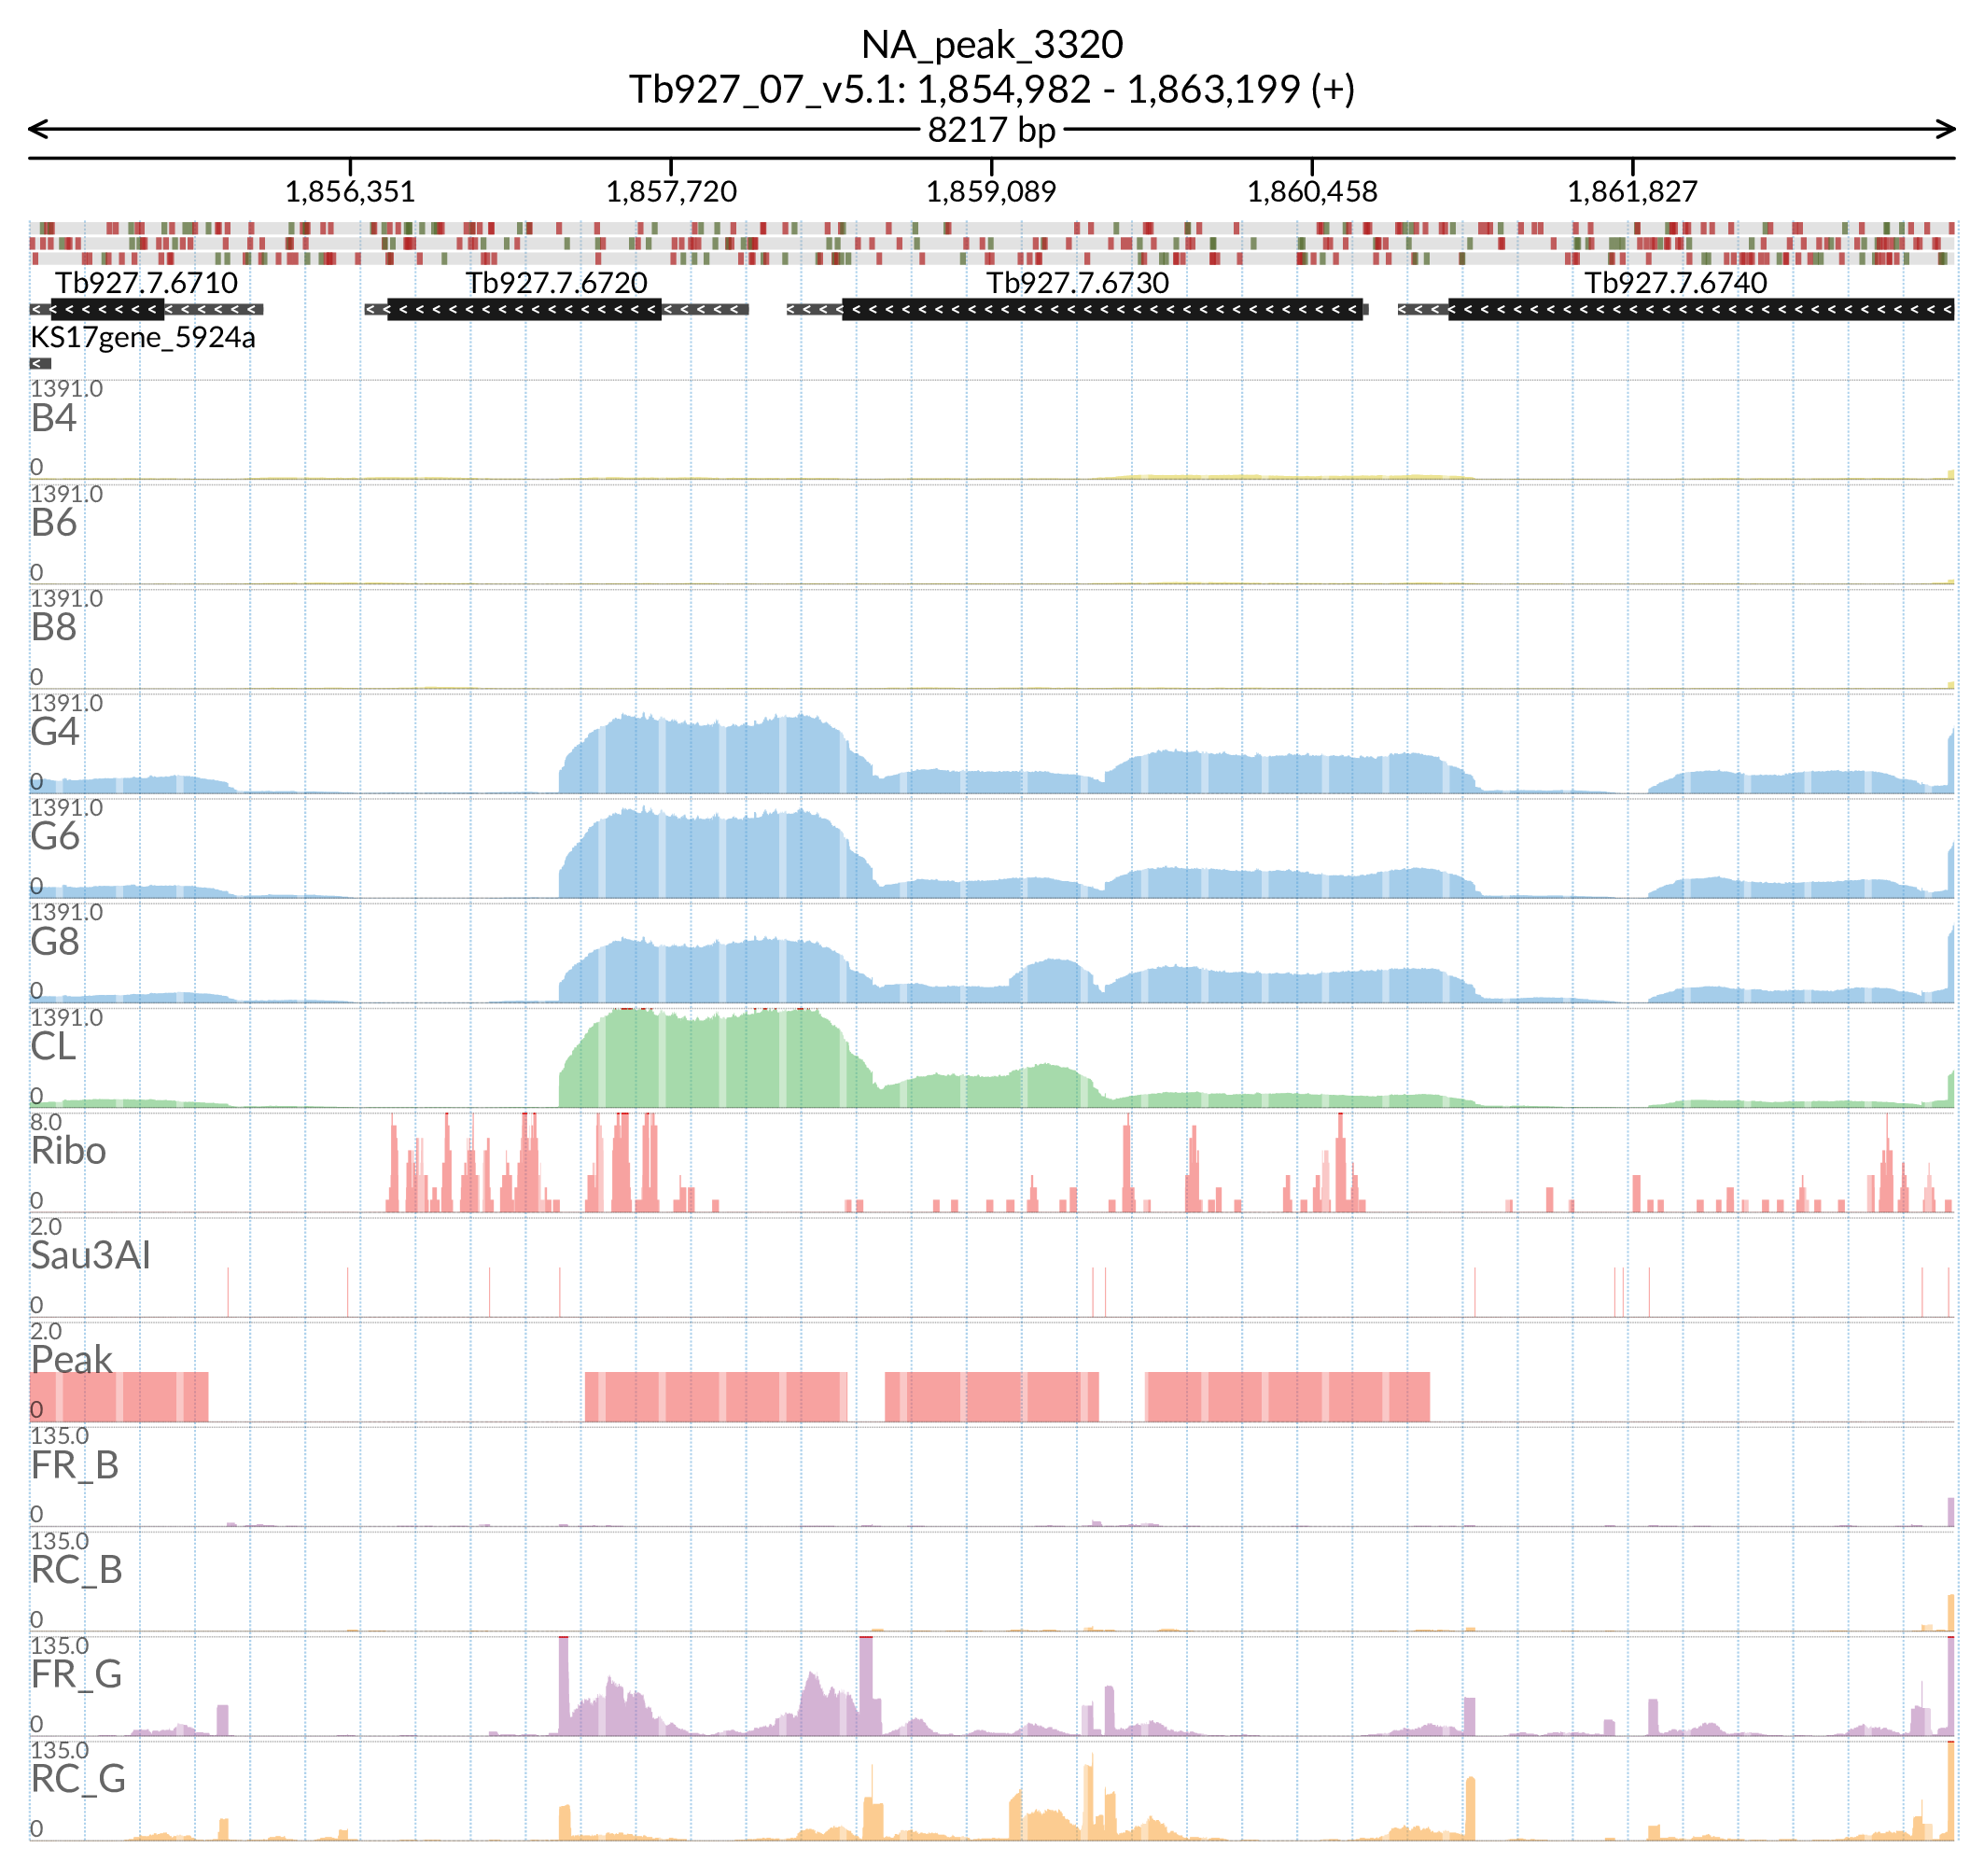 NA_peak_3320
Tb927_07_v5.1: 1,854,982 - 1,863,199 (+)
8217 bp
1,856,351 1,857,720 1,859,089 1,860,458 1,861,827
Tb927.7.6710 Tb927.7.6720 Tb927.7.6730 Tb927.7.6740
KS17gene_5924a
1391.0
B4
0
1391.0
B6
0
1391.0
B8
0
1391.0
G4
0
1391.0
G6
0
1391.0
G8
0
1391.0
CL
0
8.0
Ribo
0
2.0
Sau3AI
0
2.0
Peak
0
135.0
FR_B
0
135.0
RC_B
0
135.0
FR_G
0
135.0
RC_G
0